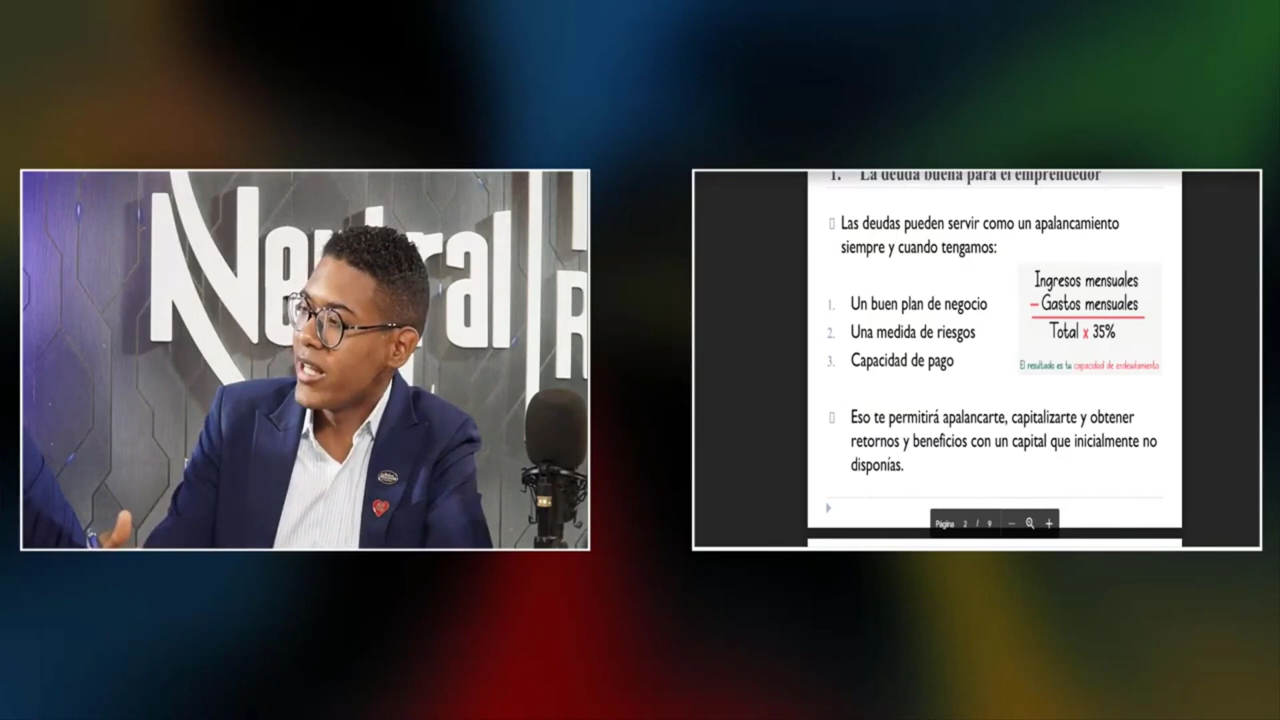 Neutral
R
1. La deuda buena para el emprendedor
Las deudas pueden servir como un apalancamiento
siempre y cuando tengamos:
1. Un buen plan de negocio
2. Una medida de riesgos
3. Capacidad de pago
Ingresos mensuales
– Gastos mensuales
Total x 35%
El resultado es tu capacidad de endeudamiento
Eso te permitirá apalancarte, capitalizarte y obtener
retornos y beneficios con un capital que inicialmente no
disponías.
Página 2 / 9